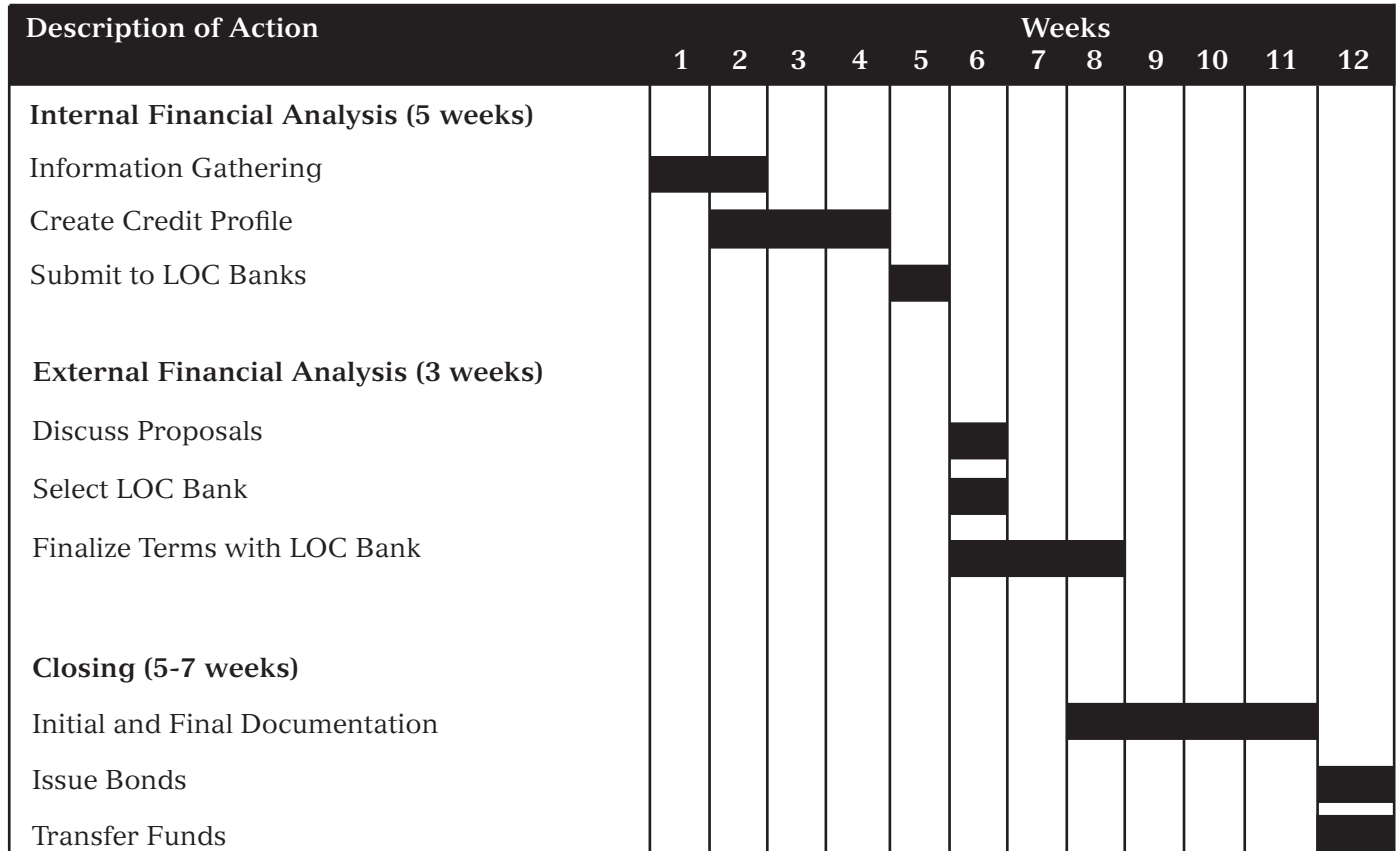 Description of Action Weeks
1 2 3 4 5 6 7 8 9 10 11 12
Internal Financial Analysis (5 weeks)
Information Gathering
Create Credit Profile
Submit to LOC Banks
External Financial Analysis (3 weeks)
Discuss Proposals
Select LOC Bank
Finalize Terms with LOC Bank
Closing (5-7 weeks)
Initial and Final Documentation
Issue Bonds
Transfer Funds